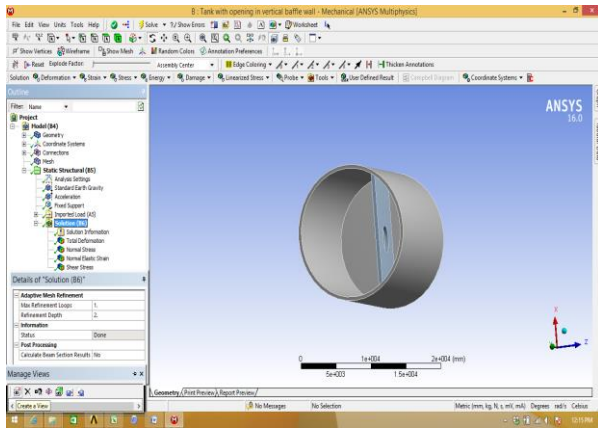 B : Tank with opening in vertical baffle wall - Mechanical [ANSYS Multiphysics]
File Edit View Units Tools Help Solve ?/ Show Errors Worksheet
Show Vertices Wireframe Show Mesh Random Colors Annotation Preferences
Reset Explode Factor: Assembly Center Edge Coloring Thicken Annotations
Solution Deformation Strain Stress Energy Damage Linearized Stress Probe Tools User Defined Result Campbell Diagram Coordinate Systems
Outline
Filter: Name
Project
Model (B4)
Geometry
Coordinate Systems
Connections
Mesh
Static Structural (B5)
Analysis Settings
Standard Earth Gravity
Acceleration
Fixed Support
Imported Load (A5)
Solution (B6)
Solution Information
Total Deformation
Normal Stress
Normal Elastic Strain
Shear Stress
Details of "Solution (B6)"
Adaptive Mesh Refinement
Max Refinement Loops 1.
Refinement Depth 2.
Information
Status Done
Post Processing
Calculate Beam Section Results No
Manage Views
Create a View
ANSYS
16.0
X
Z
0 1e+004 2e+004 (mm)
5e+003 1.5e+004
Geometry Print Preview Report Preview
No Messages No Selection Metric (mm, kg, N, s, mV, mA) Degrees rad/s Celsius
12:15 PM